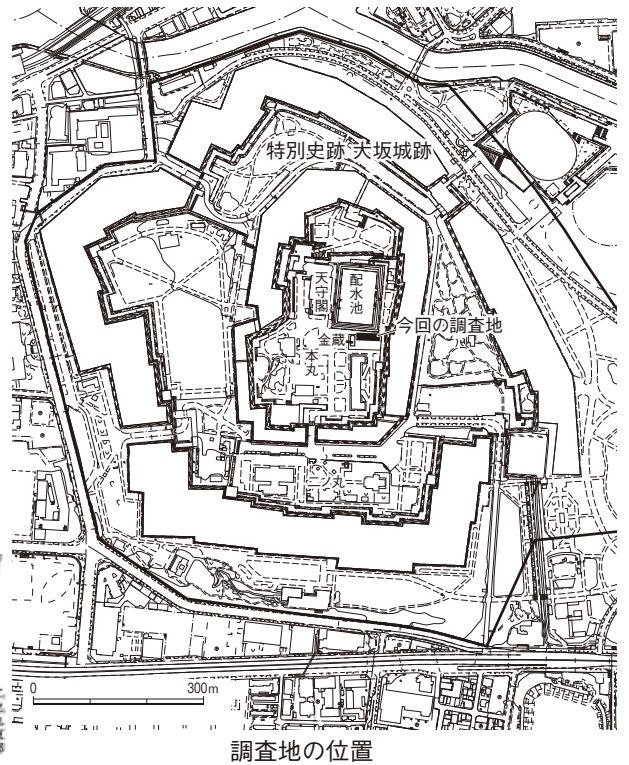 特別史跡 大坂城跡
天守閣
配水池
今回の調査地
金蔵
本丸
二ノ丸
0 300m
調査地の位置